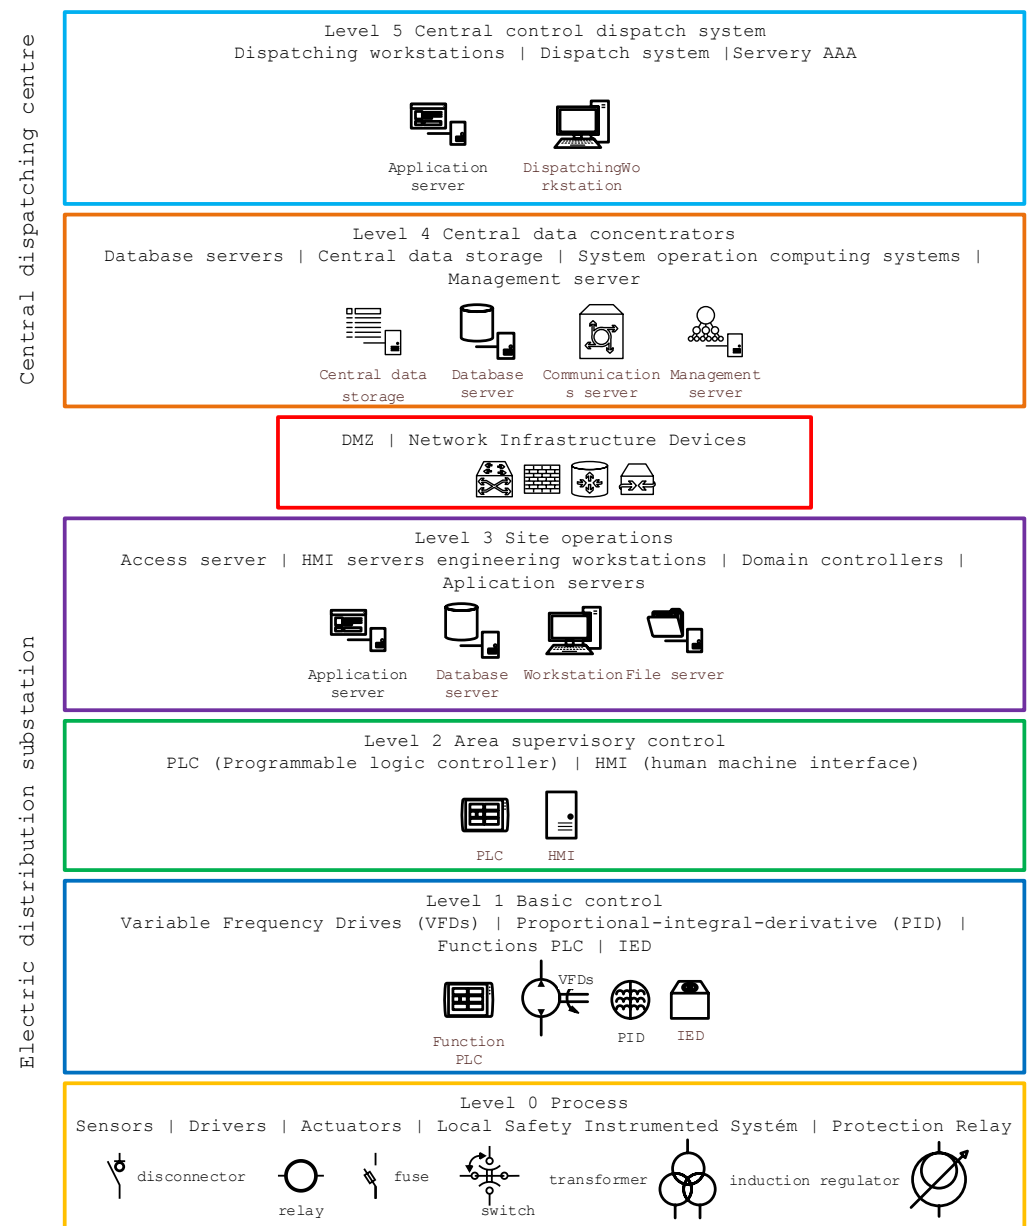 Central dispatching centre
Level 5 Central control dispatch system
Dispatching workstations | Dispatch system |Servery AAA
Application
server
DispatchingWo
rkstation
Level 4 Central data concentrators
Database servers | Central data storage | System operation computing systems |
Management server
Central data
storage
Database
server
Communication
s server
Management
server
DMZ | Network Infrastructure Devices
Electric distribution substation
Level 3 Site operations
Access server | HMI servers engineering workstations | Domain controllers |
Aplication servers
Application
server
Database
server
Workstation
File server
Level 2 Area supervisory control
PLC (Programmable logic controller) | HMI (human machine interface)
PLC
HMI
Level 1 Basic control
Variable Frequency Drives (VFDs) | Proportional-integral-derivative (PID) |
Functions PLC | IED
VFDs
Function
PLC
PID
IED
Level 0 Process
Sensors | Drivers | Actuators | Local Safety Instrumented Systém | Protection Relay
disconnector
relay
fuse
switch
transformer
induction regulator